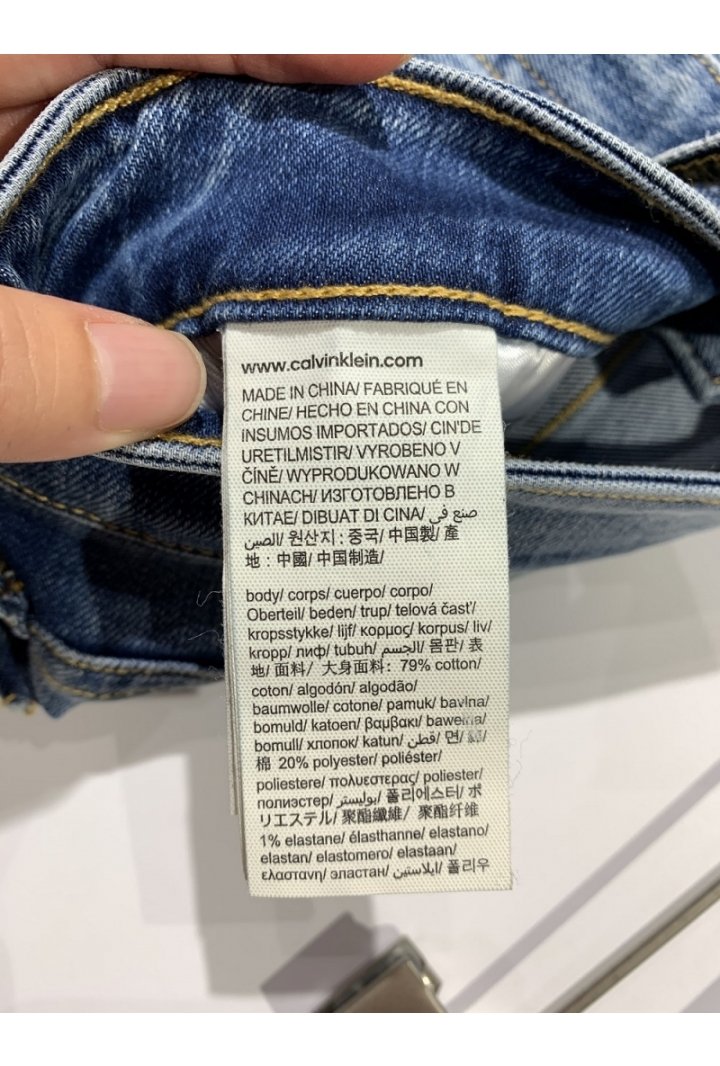 www.calvinklein.com
MADE IN CHINA/ FABRIQUÉ EN
CHINE/ HECHO EN CHINA CON
INSUMOS IMPORTADOS/ CIN'DE
URETILMISTIR/ VYROBENO V
ČÍNĚ/ WYPRODUKOWANO W
CHINACH/ ИЗГОТОВЛЕНО В
КИТАЕ/ DIBUAT DI CINA/ صنع في
الصين/ 원산지 : 중국/ 中国製/ 產
地 : 中國/ 中国制造/
body/ corps/ cuerpo/ corpo/
Oberteil/ beden/ trup/ telová časť/
kropsstykke/ lijf/ κορμος/ korpus/ liv/
kropp/ лиф/ tubuh/ الجسم/ 몸판/ 表
地/ 面料/ 大身面料: 79% cotton/
coton/ algodón/ algodão/
baumwolle/ cotone/ pamuk/ bavlna/
bomuld/ katoen/ βαμβακι/ bawełna/
bomull/ хлопок/ katun/ قطن/ 면/ 綿/
棉 20% polyester/ poliéster/
poliestere/ πολυεστερας/ poliester/
полиэстер/ بوليستر/ 폴리에스터/ ポ
リエステル/ 聚酯纖維/ 聚酯纤维
1% elastane/ élasthanne/ elastano/
elastan/ elastomero/ elastaan/
ελαστανη/ эластан/ ايلاستين/ 폴리우